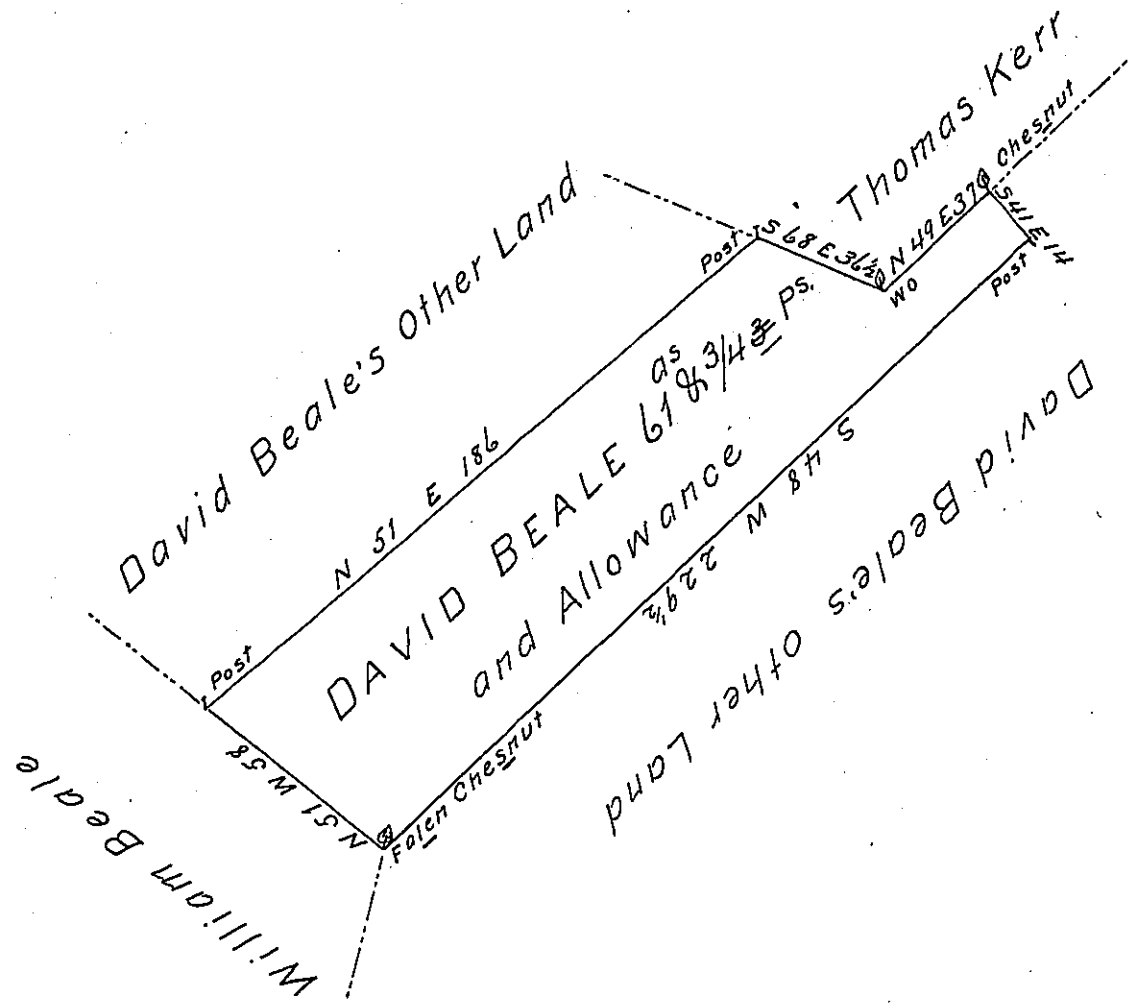 Thomas Kerr
Chesnut
David Beale's Other Land
Post
S 68 E 36½
N 49 E 37
S 41 E 14
WO
Post
N 51 E 186
as
DAVID BEALE 61 & 3/4 Ps.
and Allowance
S 48 W 229½
David Beale's Other Land
Post
N 51 W 58
Falen Chesnut
William Beale